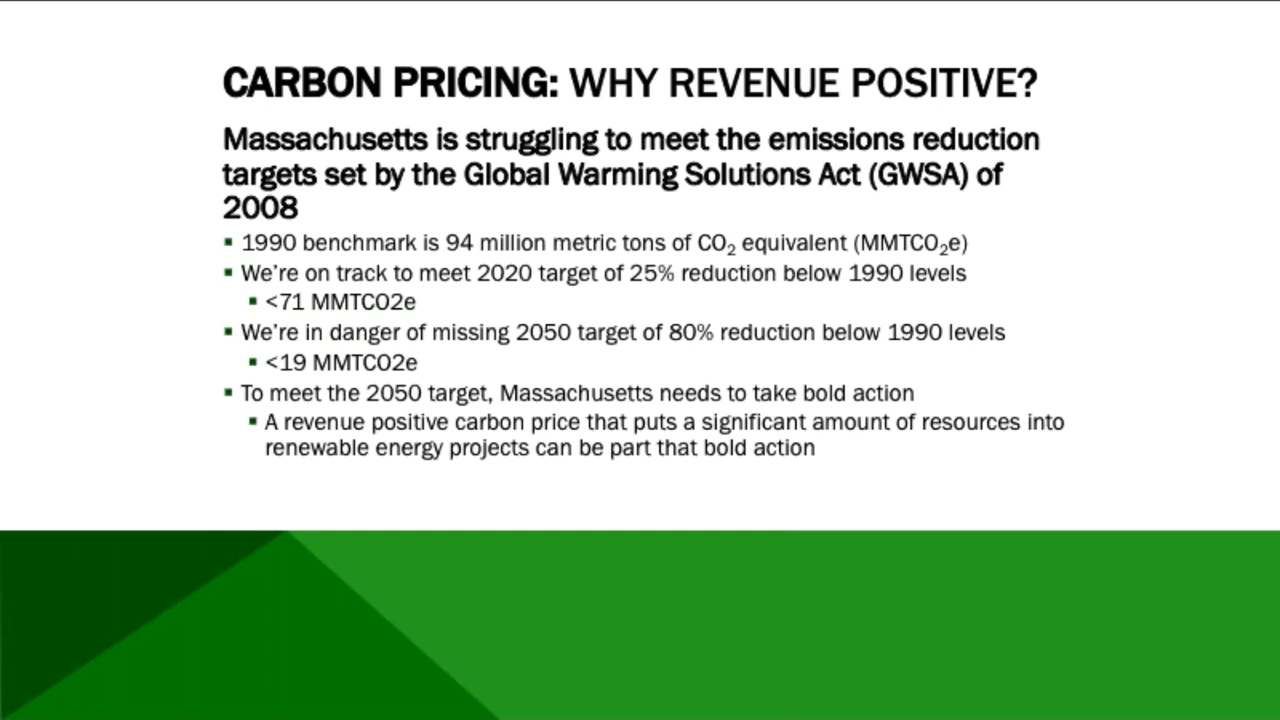 CARBON PRICING: WHY REVENUE POSITIVE?
Massachusetts is struggling to meet the emissions reduction
targets set by the Global Warming Solutions Act (GWSA) of
2008
▪ 1990 benchmark is 94 million metric tons of CO₂ equivalent (MMTCO₂e)
▪ We're on track to meet 2020 target of 25% reduction below 1990 levels
▪ <71 MMTCO2e
▪ We're in danger of missing 2050 target of 80% reduction below 1990 levels
▪ <19 MMTCO2e
▪ To meet the 2050 target, Massachusetts needs to take bold action
▪ A revenue positive carbon price that puts a significant amount of resources into
renewable energy projects can be part that bold action